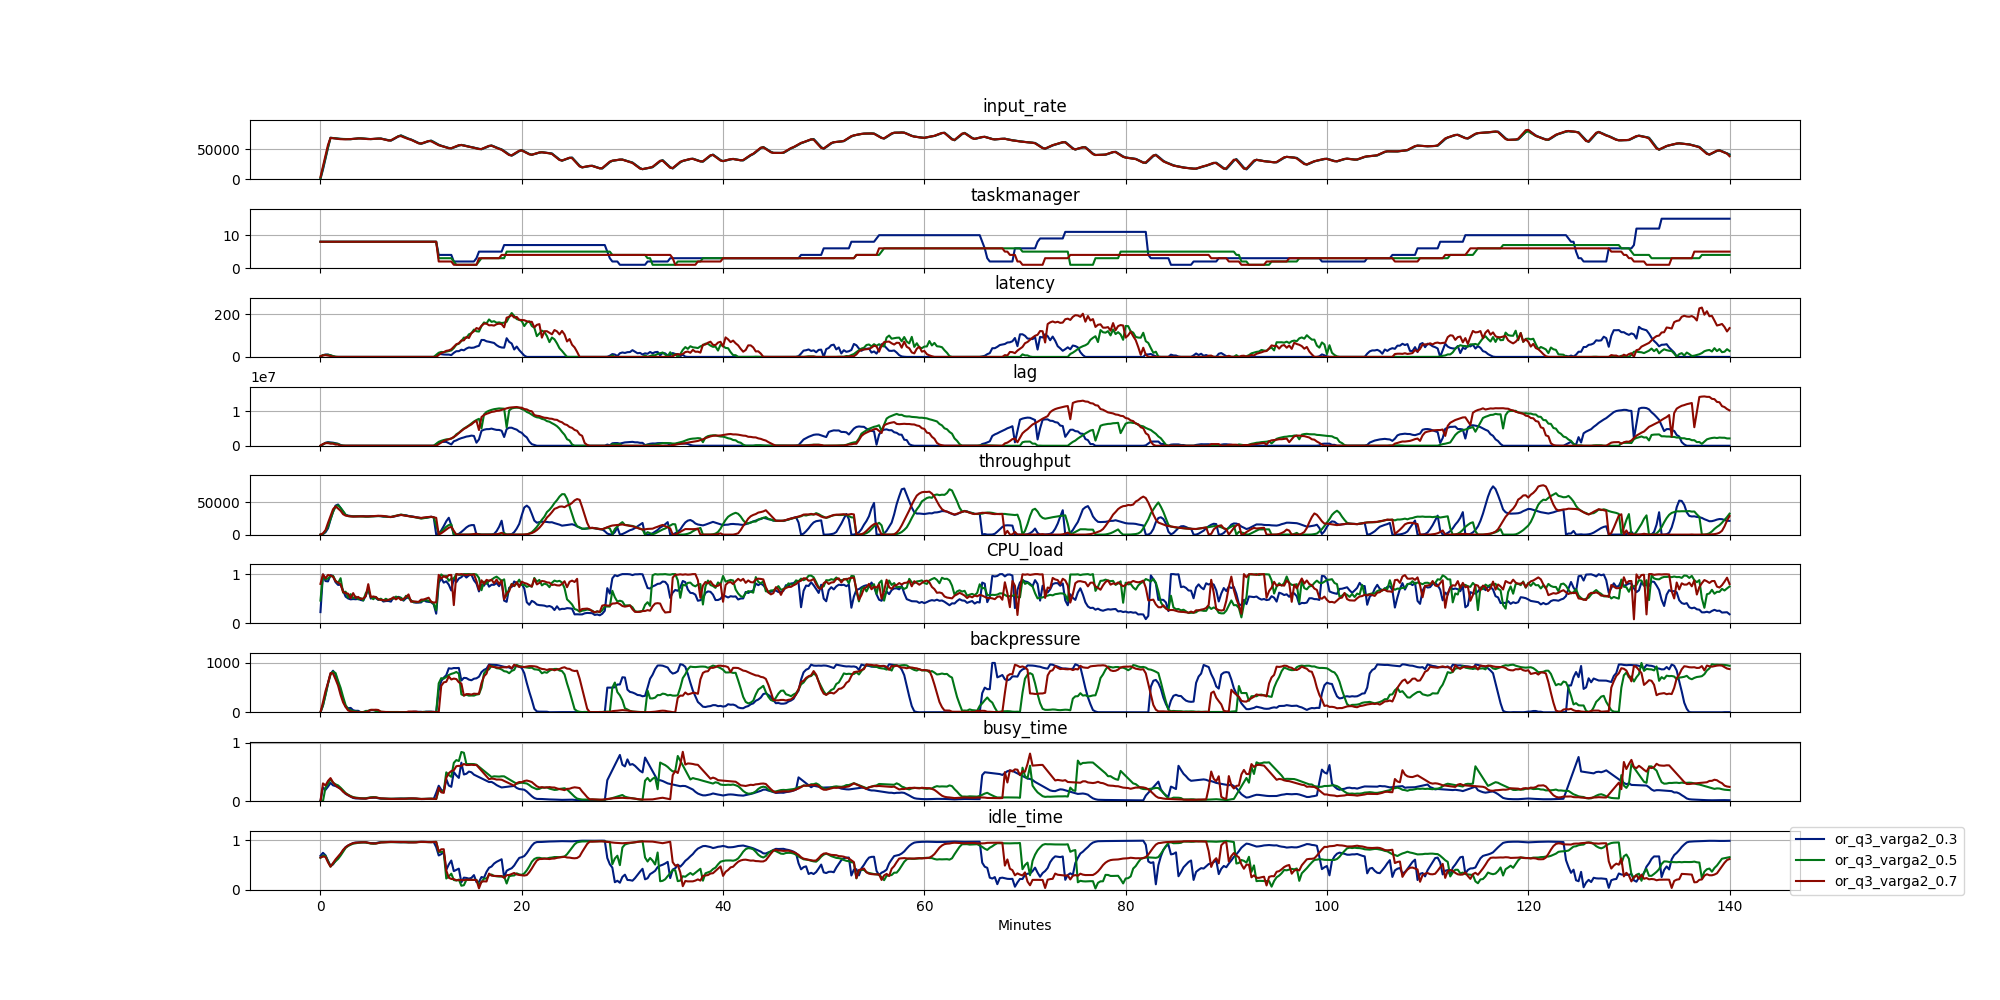 input_rate
50000
0
taskmanager
10
0
latency
200
0
1e7
lag
1
0
throughput
50000
0
CPU_load
1
0
backpressure
1000
0
busy_time
1
0
idle_time
1
0
0 20 40 60 80 100 120 140
Minutes
or_q3_varga2_0.3
or_q3_varga2_0.5
or_q3_varga2_0.7